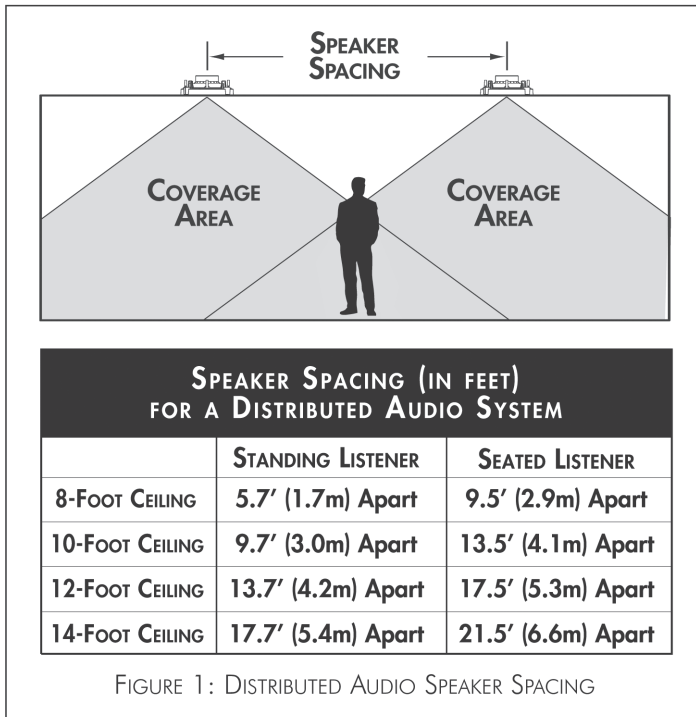 Speaker
Spacing
Coverage
Area
Coverage
Area
Speaker Spacing (in feet)
for a Distributed Audio System
Standing Listener Seated Listener
8-Foot Ceiling 5.7′ (1.7m) Apart 9.5′ (2.9m) Apart
10-Foot Ceiling 9.7′ (3.0m) Apart 13.5′ (4.1m) Apart
12-Foot Ceiling 13.7′ (4.2m) Apart 17.5′ (5.3m) Apart
14-Foot Ceiling 17.7′ (5.4m) Apart 21.5′ (6.6m) Apart
Figure 1: Distributed Audio Speaker Spacing